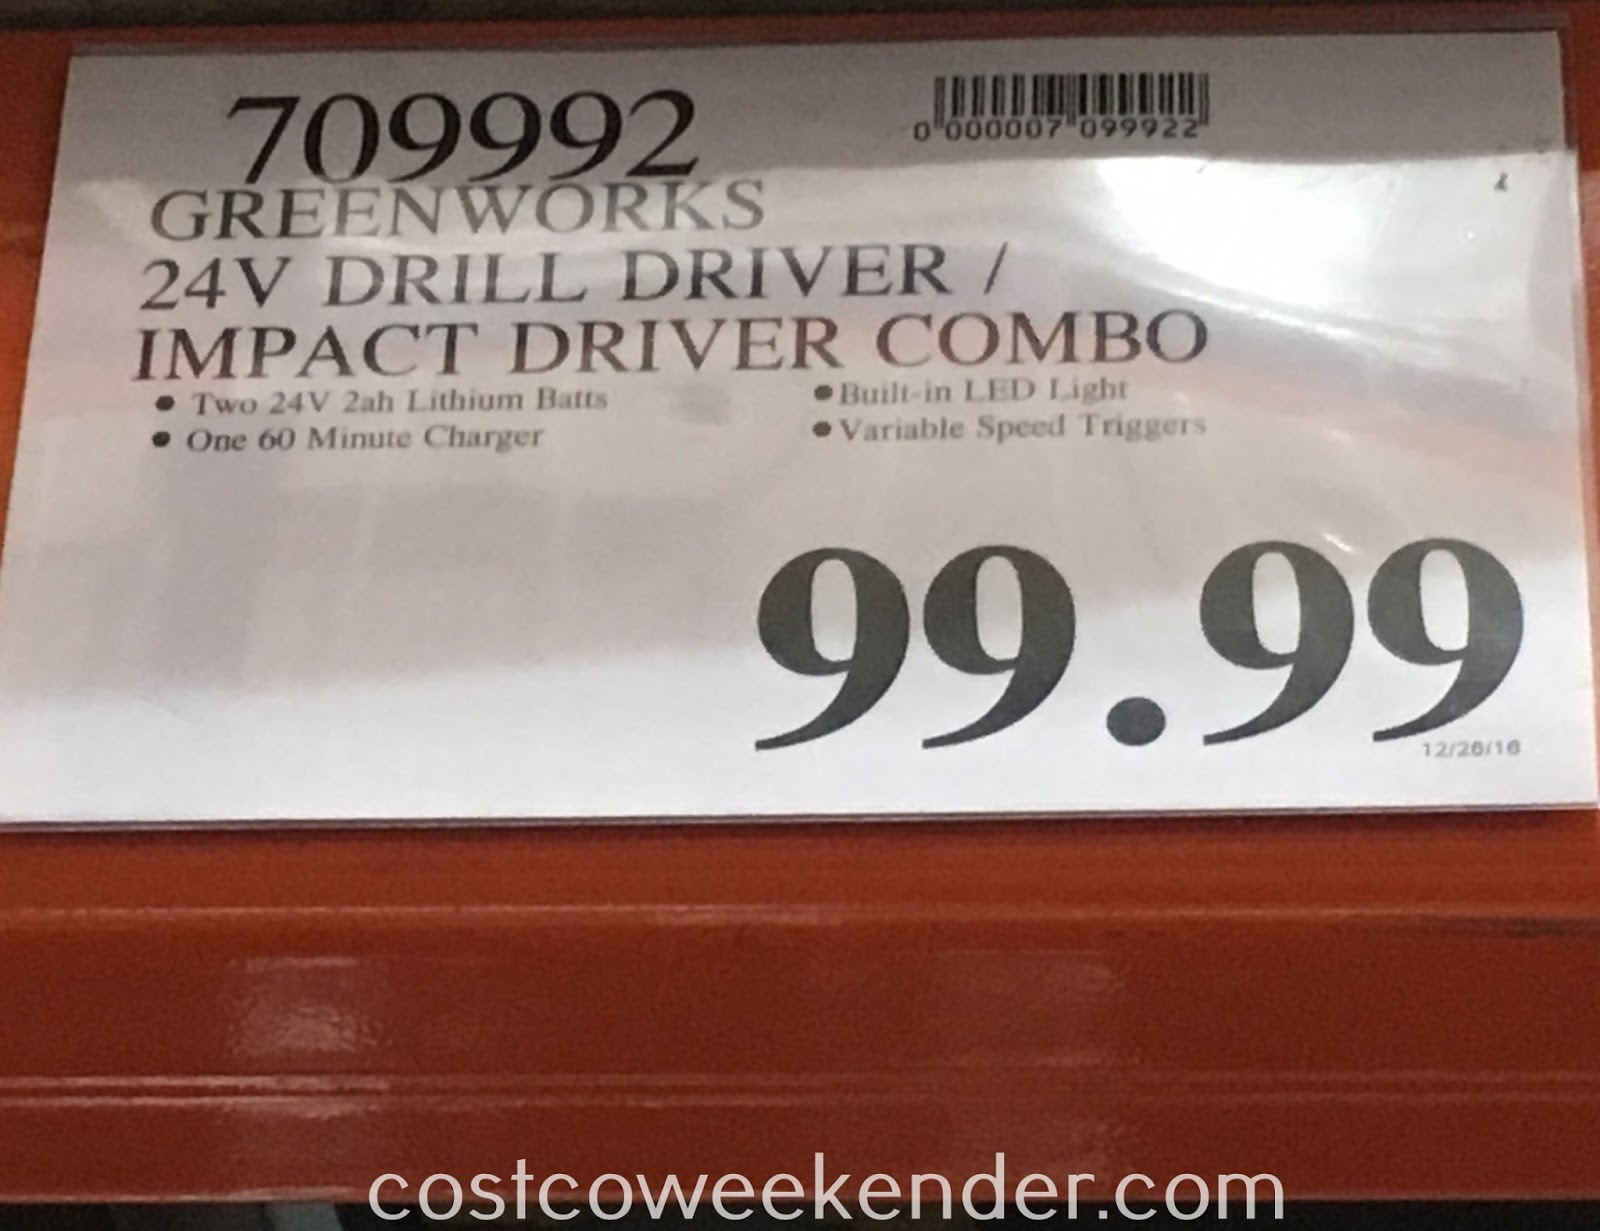 709992
0 000007 099922
GREENWORKS
24V DRILL DRIVER /
IMPACT DRIVER COMBO
• Two 24V 2ah Lithium Batts
• One 60 Minute Charger
• Built-in LED Light
• Variable Speed Triggers
99.99
12/26/16
costcoweekender.com